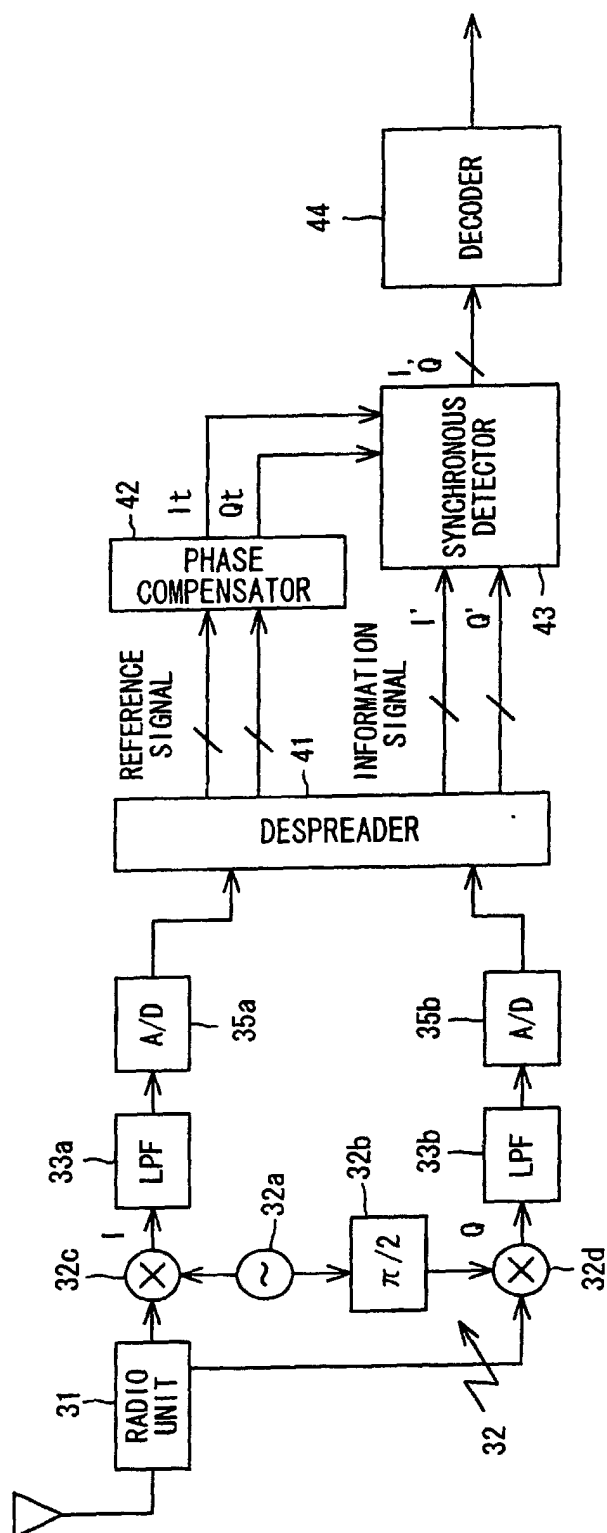 31
RADIO
UNIT
32
32c
I
32a
~
32b
π/2
Q
32d
33a
LPF
35a
A/D
33b
LPF
35b
A/D
DESPREADER
41
REFERENCE
SIGNAL
INFORMATION
SIGNAL
PHASE
COMPENSATOR
42
It
Qt
I'
Q'
SYNCHRONOUS
DETECTOR
43
I,
Q
DECODER
44